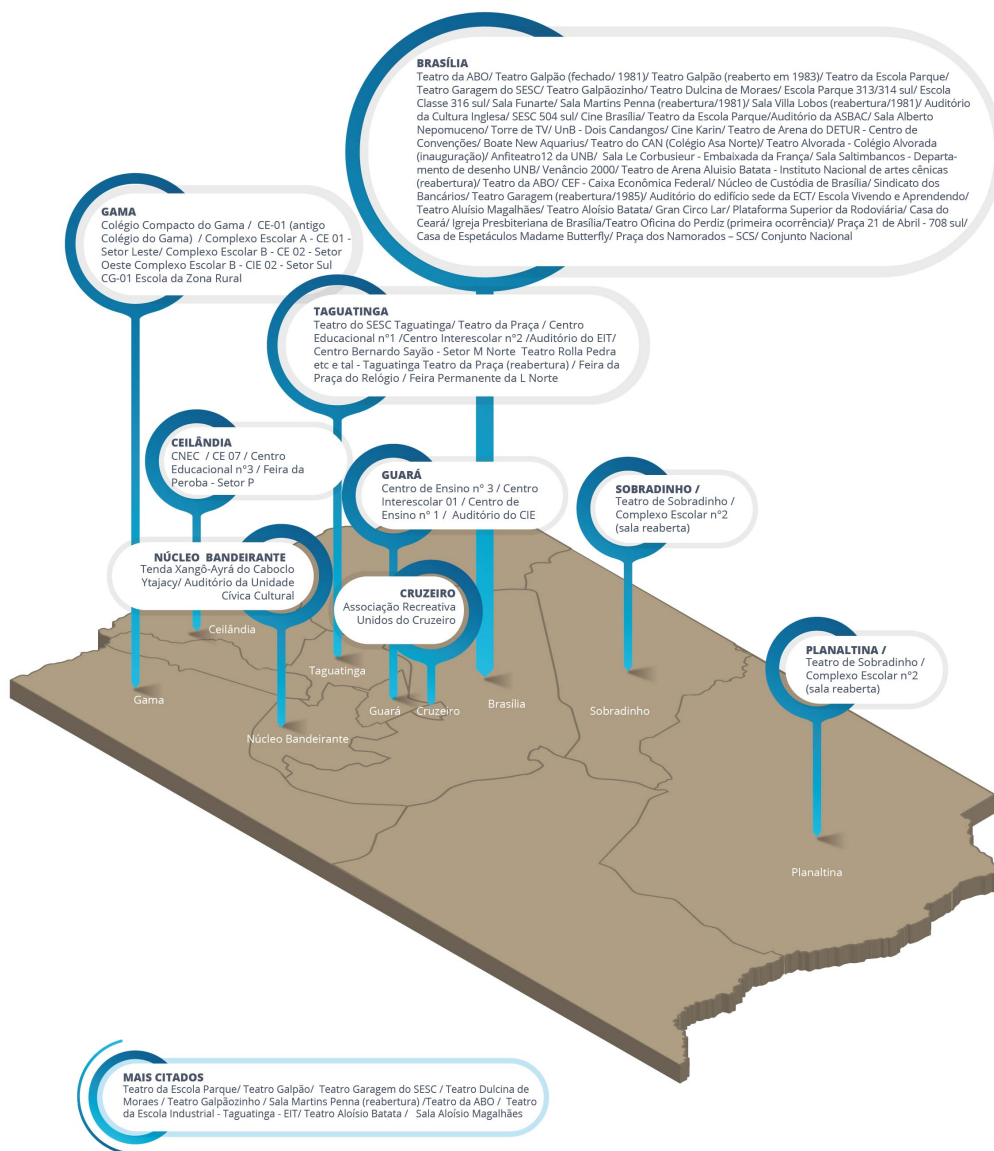 BRASÍLIA
Teatro da ABO/ Teatro Galpão (fechado/ 1981)/ Teatro Galpão (reaberto em 1983)/ Teatro da Escola Parque/
Teatro Garagem do SESC/ Teatro Galpãozinho/ Teatro Dulcina de Moraes/ Escola Parque 313/314 sul/ Escola
Classe 316 sul/ Sala Funarte/ Sala Martins Penna (reabertura/1981)/ Sala Villa Lobos (reabertura/1981)/ Auditório
da Cultura Inglesa/ SESC 504 sul/ Cine Brasília/ Teatro da Escola Parque/Auditório da ASBAC/ Sala Alberto
Nepomuceno/ Torre de TV/ UnB - Dois Candangos/ Cine Karin/ Teatro de Arena do DETUR - Centro de
Convenções/ Boate New Aquarius/ Teatro do CAN (Colégio Asa Norte)/ Teatro Alvorada - Colégio Alvorada
(inauguração)/ Anfiteatro12 da UNB/ Sala Le Corbusieur - Embaixada da França/ Sala Saltimbancos - Departa-
mento de desenho UNB/ Venâncio 2000/ Teatro de Arena Aluisio Batata - Instituto Nacional de artes cênicas
(reabertura)/ Teatro da ABO/ CEF - Caixa Econômica Federal/ Núcleo de Custódia de Brasília/ Sindicato dos
Bancários/ Teatro Garagem (reabertura/1985)/ Auditório do edifício sede da ECT/ Escola Vivendo e Aprendendo/
Teatro Aluísio Magalhães/ Teatro Aloísio Batata/ Gran Circo Lar/ Plataforma Superior da Rodoviária/ Casa do
Ceará/ Igreja Presbiteriana de Brasília/Teatro Oficina do Perdiz (primeira ocorrência)/ Praça 21 de Abril - 708 sul/
Casa de Espetáculos Madame Butterfly/ Praça dos Namorados – SCS/ Conjunto Nacional
GAMA
Colégio Compacto do Gama / CE-01 (antigo
Colégio do Gama) / Complexo Escolar A - CE 01 -
Setor Leste/ Complexo Escolar B - CE 02 - Setor
Oeste Complexo Escolar B - CIE 02 - Setor Sul
CG-01 Escola da Zona Rural
TAGUATINGA
Teatro do SESC Taguatinga/ Teatro da Praça / Centro
Educacional nº1 /Centro Interescolar nº2 /Auditório do EIT/
Centro Bernardo Sayão - Setor M Norte Teatro Rolla Pedra
etc e tal - Taguatinga Teatro da Praça (reabertura) / Feira da
Praça do Relógio / Feira Permanente da L Norte
CEILÂNDIA
CNEC / CE 07 / Centro
Educacional nº3 / Feira da
Peroba - Setor P
GUARÁ
Centro de Ensino nº 3 / Centro
Interescolar 01 / Centro de
Ensino nº 1 / Auditório do CIE
SOBRADINHO /
Teatro de Sobradinho /
Complexo Escolar nº2
(sala reaberta)
NÚCLEO BANDEIRANTE
Tenda Xangô-Ayrá do Caboclo
Ytajacy/ Auditório da Unidade
Cívica Cultural
CRUZEIRO
Associação Recreativa
Unidos do Cruzeiro
PLANALTINA /
Teatro de Sobradinho /
Complexo Escolar nº2
(sala reaberta)
Ceilândia
Taguatinga
Gama
Guará
Cruzeiro
Brasília
Sobradinho
Núcleo Bandeirante
Planaltina
MAIS CITADOS
Teatro da Escola Parque/ Teatro Galpão/ Teatro Garagem do SESC / Teatro Dulcina de
Moraes / Teatro Galpãozinho / Sala Martins Penna (reabertura) /Teatro da ABO / Teatro
da Escola Industrial - Taguatinga - EIT/ Teatro Aloísio Batata / Sala Aloísio Magalhães